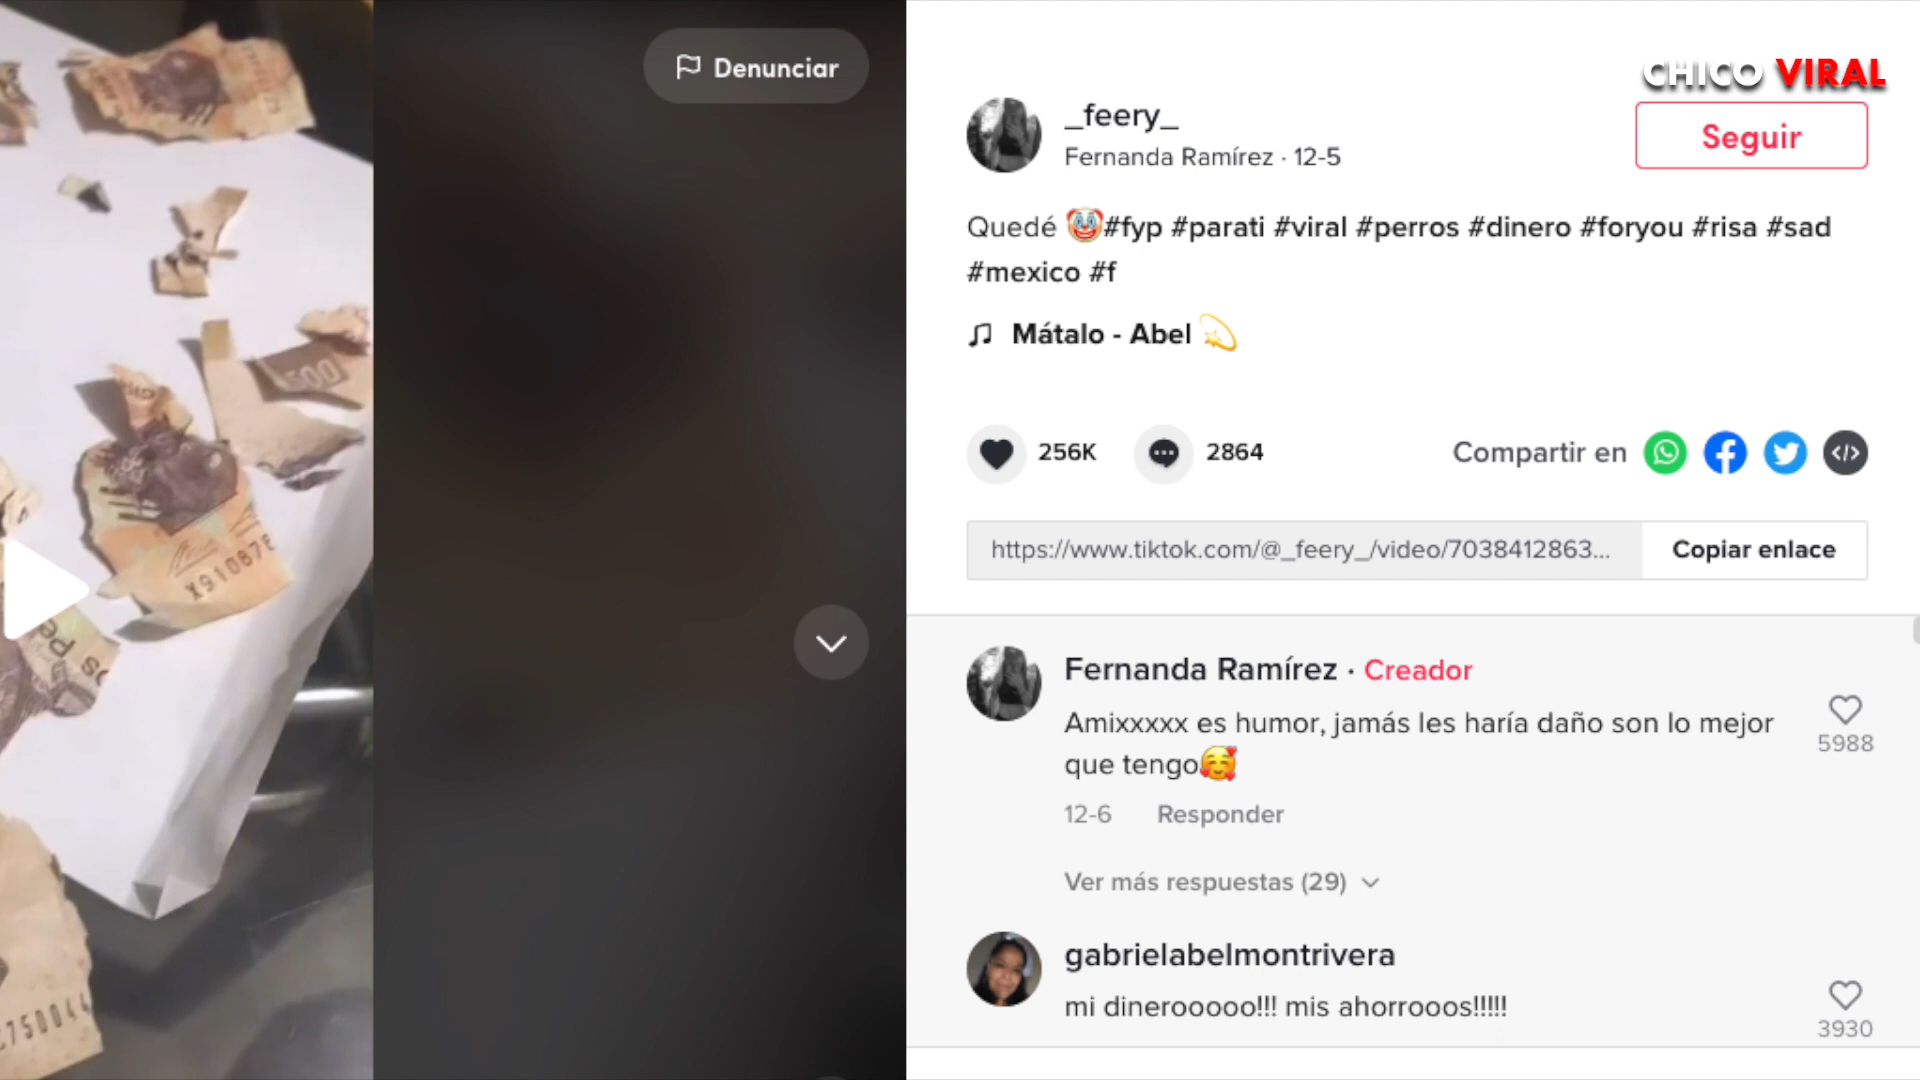 Denunciar
CHICO VIRAL
_feery_
Fernanda Ramírez · 12-5
Seguir
Quedé 🤡#fyp #parati #viral #perros #dinero #foryou #risa #sad
#mexico #f
Mátalo - Abel 💫
256K
2864
Compartir en
https://www.tiktok.com/@_feery_/video/7038412863...
Copiar enlace
Fernanda Ramírez · Creador
Amixxxxx es humor, jamás les haría daño son lo mejor
que tengo🥰
5988
12-6 Responder
Ver más respuestas (29)
gabrielabelmontrivera
mi dinerooooo!!! mis ahorrooos!!!!!
3930
500
X91087E